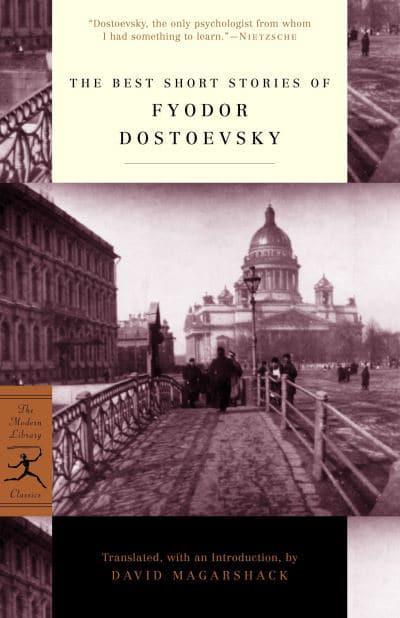 “Dostoevsky, the only psychologist from whom
I had something to learn.”—NIETZSCHE
THE BEST SHORT STORIES OF
FYODOR
DOSTOEVSKY
The
Modern
Library
Classics
Translated, with an Introduction, by
DAVID MAGARSHACK